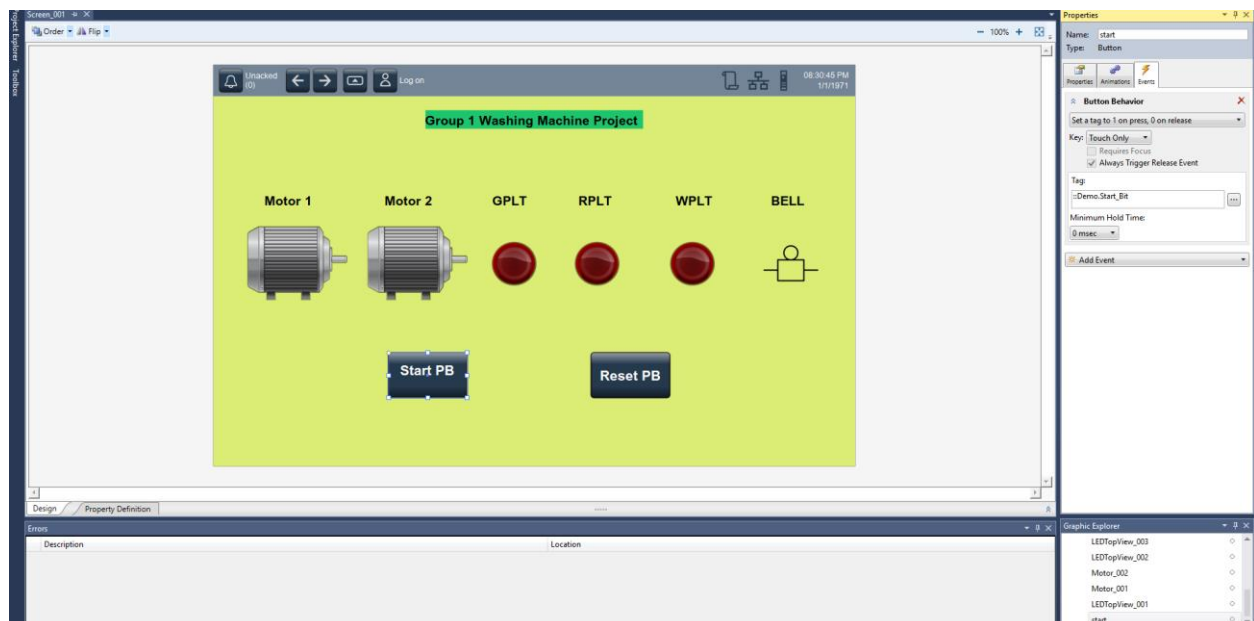 Project Explorer
Toolbox
Screen_001
Order
Flip
100%
Unacked
(0)
Log on
08:30:45 PM
1/1/1971
Group 1 Washing Machine Project
Motor 1
Motor 2
GPLT
RPLT
WPLT
BELL
Start PB
Reset PB
Design
Property Definition
Errors
Description
Location
Properties
Name: start
Type: Button
Properties
Animations
Events
Button Behavior
Set a tag to 1 on press, 0 on release
Key: Touch Only
Requires Focus
Always Trigger Release Event
Tag:
::Demo.Start_Bit
...
Minimum Hold Time:
0 msec
Add Event
Graphic Explorer
LEDTopView_003
LEDTopView_002
Motor_002
Motor_001
LEDTopView_001
start